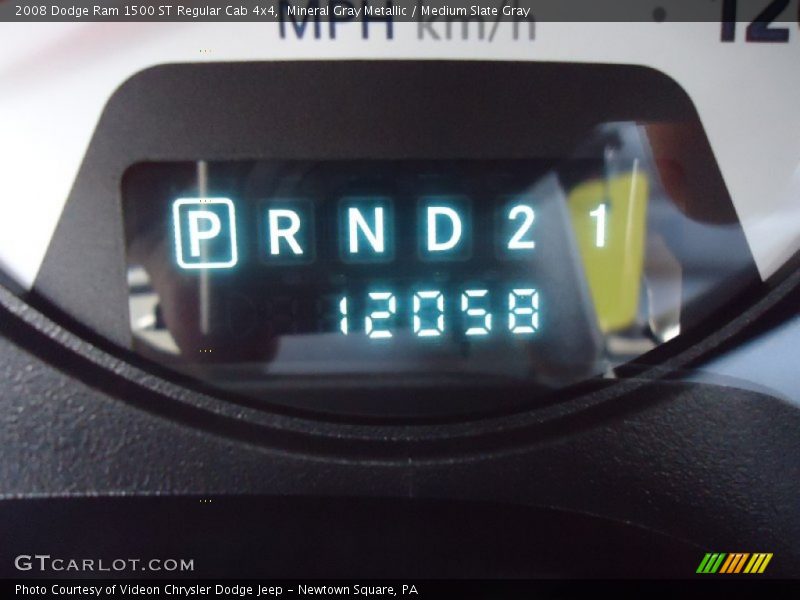 2008 Dodge Ram 1500 ST Regular Cab 4x4, Mineral Gray Metallic / Medium Slate Gray
MPH km/h
P R N D 2 1
12058
GTCARLOT.COM
Photo Courtesy of Videon Chrysler Dodge Jeep - Newtown Square, PA